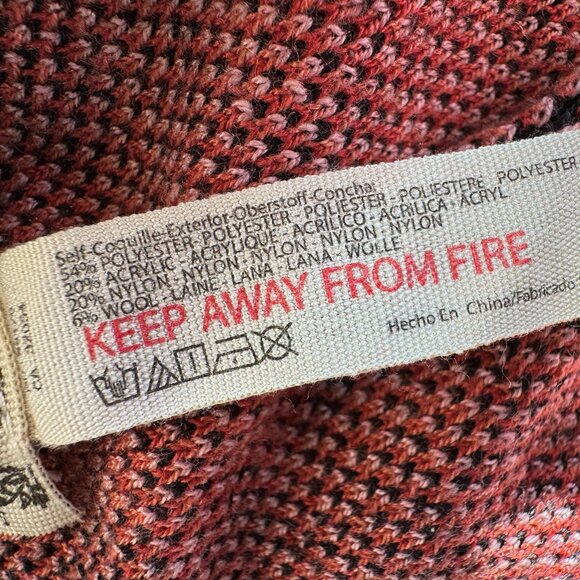 Self-Coquille-Exterior-Oberstoff-Concha:
54% POLYESTER- POLYESTER - POLIESTER - POLIESTERE - POLYESTER
20% ACRYLIC - ACRYLIQUE - ACRILICO - ACRILICA - ACRYL
20% NYLON - NYLON - NYLON - NYLON - NYLON
6% WOOL - LAINE - LANA - LANA - WOLLE
KEEP AWAY FROM FIRE
Hecho En China/Fabricado